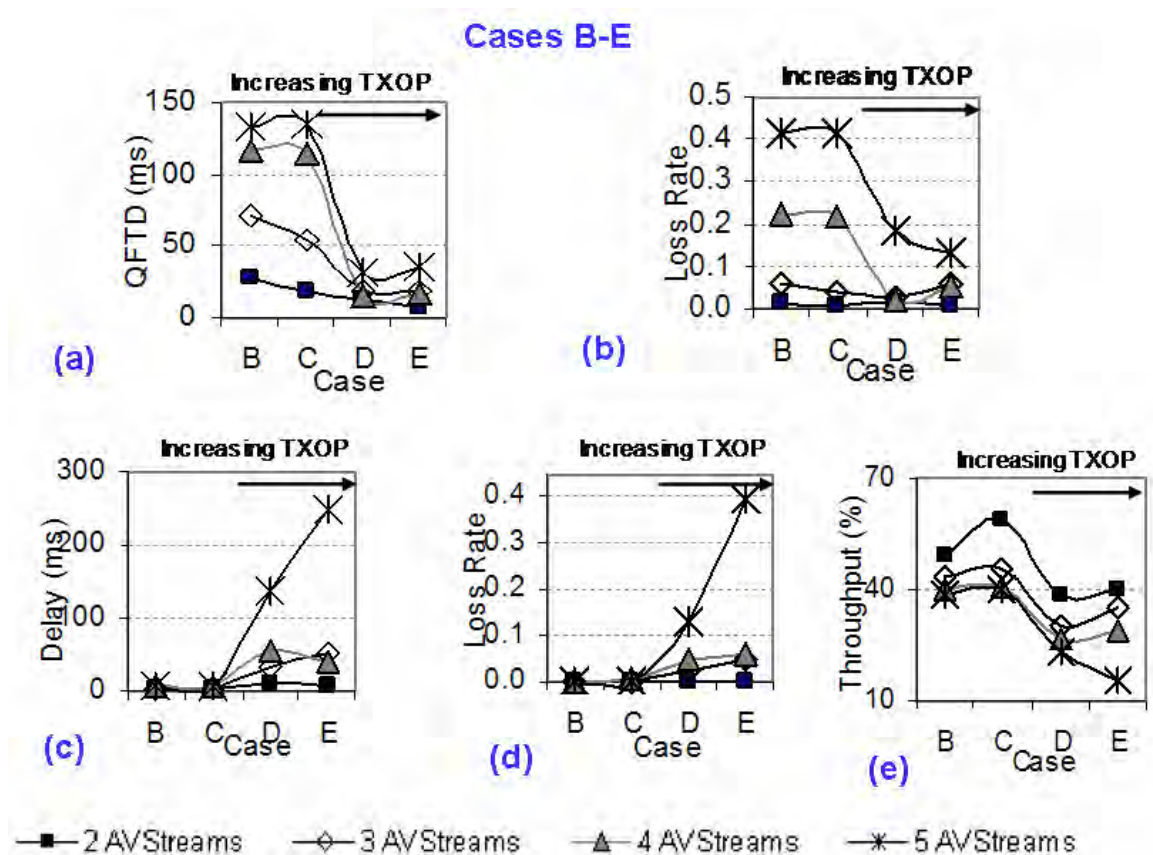 Cases B-E
Increasing TXOP
150
100
50
0
QFTD (ms)
B C D E
Case
(a)
Increasing TXOP
0.5
0.4
0.3
0.2
0.1
0.0
Loss Rate
B C D E
Case
(b)
Increasing TXOP
300
200
100
0
Delay (ms)
B C D E
Case
(c)
Increasing TXOP
0.4
0.3
0.2
0.1
0.0
Loss Rate
B C D E
Case
(d)
Increasing TXOP
70
40
10
Throughput (%)
B C D E
Case
(e)
2 AVStreams 3 AVStreams 4 AVStreams 5 AVStreams